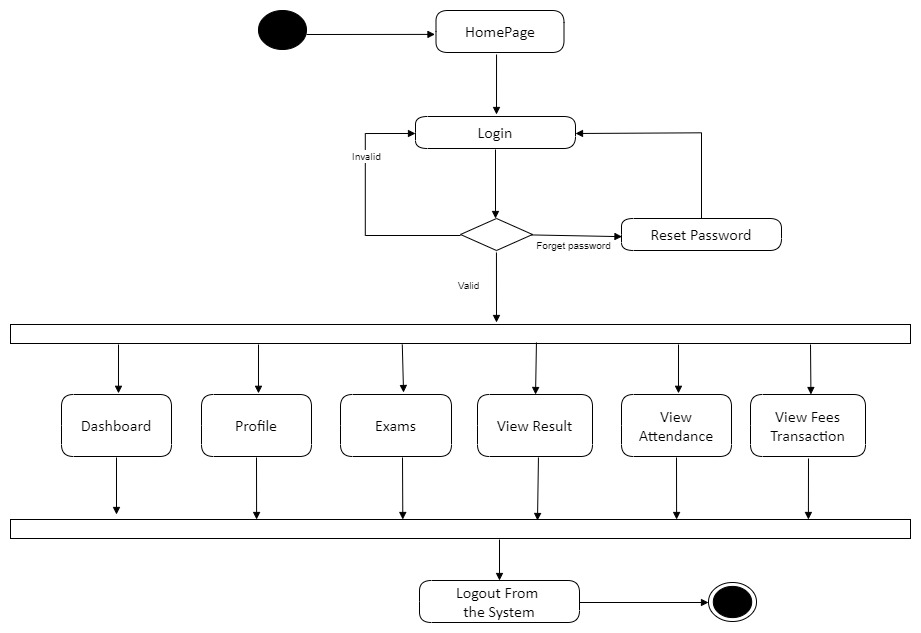 HomePage
Login
Invalid
Reset Password
Forget password
Valid
Dashboard
Profile
Exams
View Result
View
Attendance
View Fees
Transaction
Logout From
the System